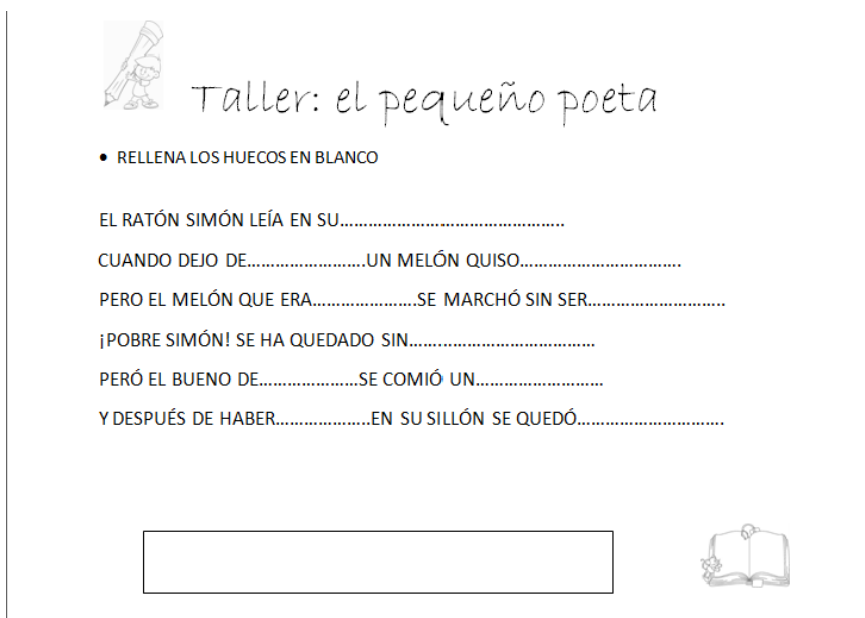 Taller: el pequeño poeta
• RELLENA LOS HUECOS EN BLANCO
EL RATÓN SIMÓN LEÍA EN SU…………………………………………..
CUANDO DEJO DE……………………..UN MELÓN QUISO…………………………….
PERO EL MELÓN QUE ERA………………….SE MARCHÓ SIN SER………………………..
¡POBRE SIMÓN! SE HA QUEDADO SIN…………………………………
PERÓ EL BUENO DE…………………SE COMIÓ UN………………………
Y DESPUÉS DE HABER………………..EN SU SILLÓN SE QUEDÓ………………………….